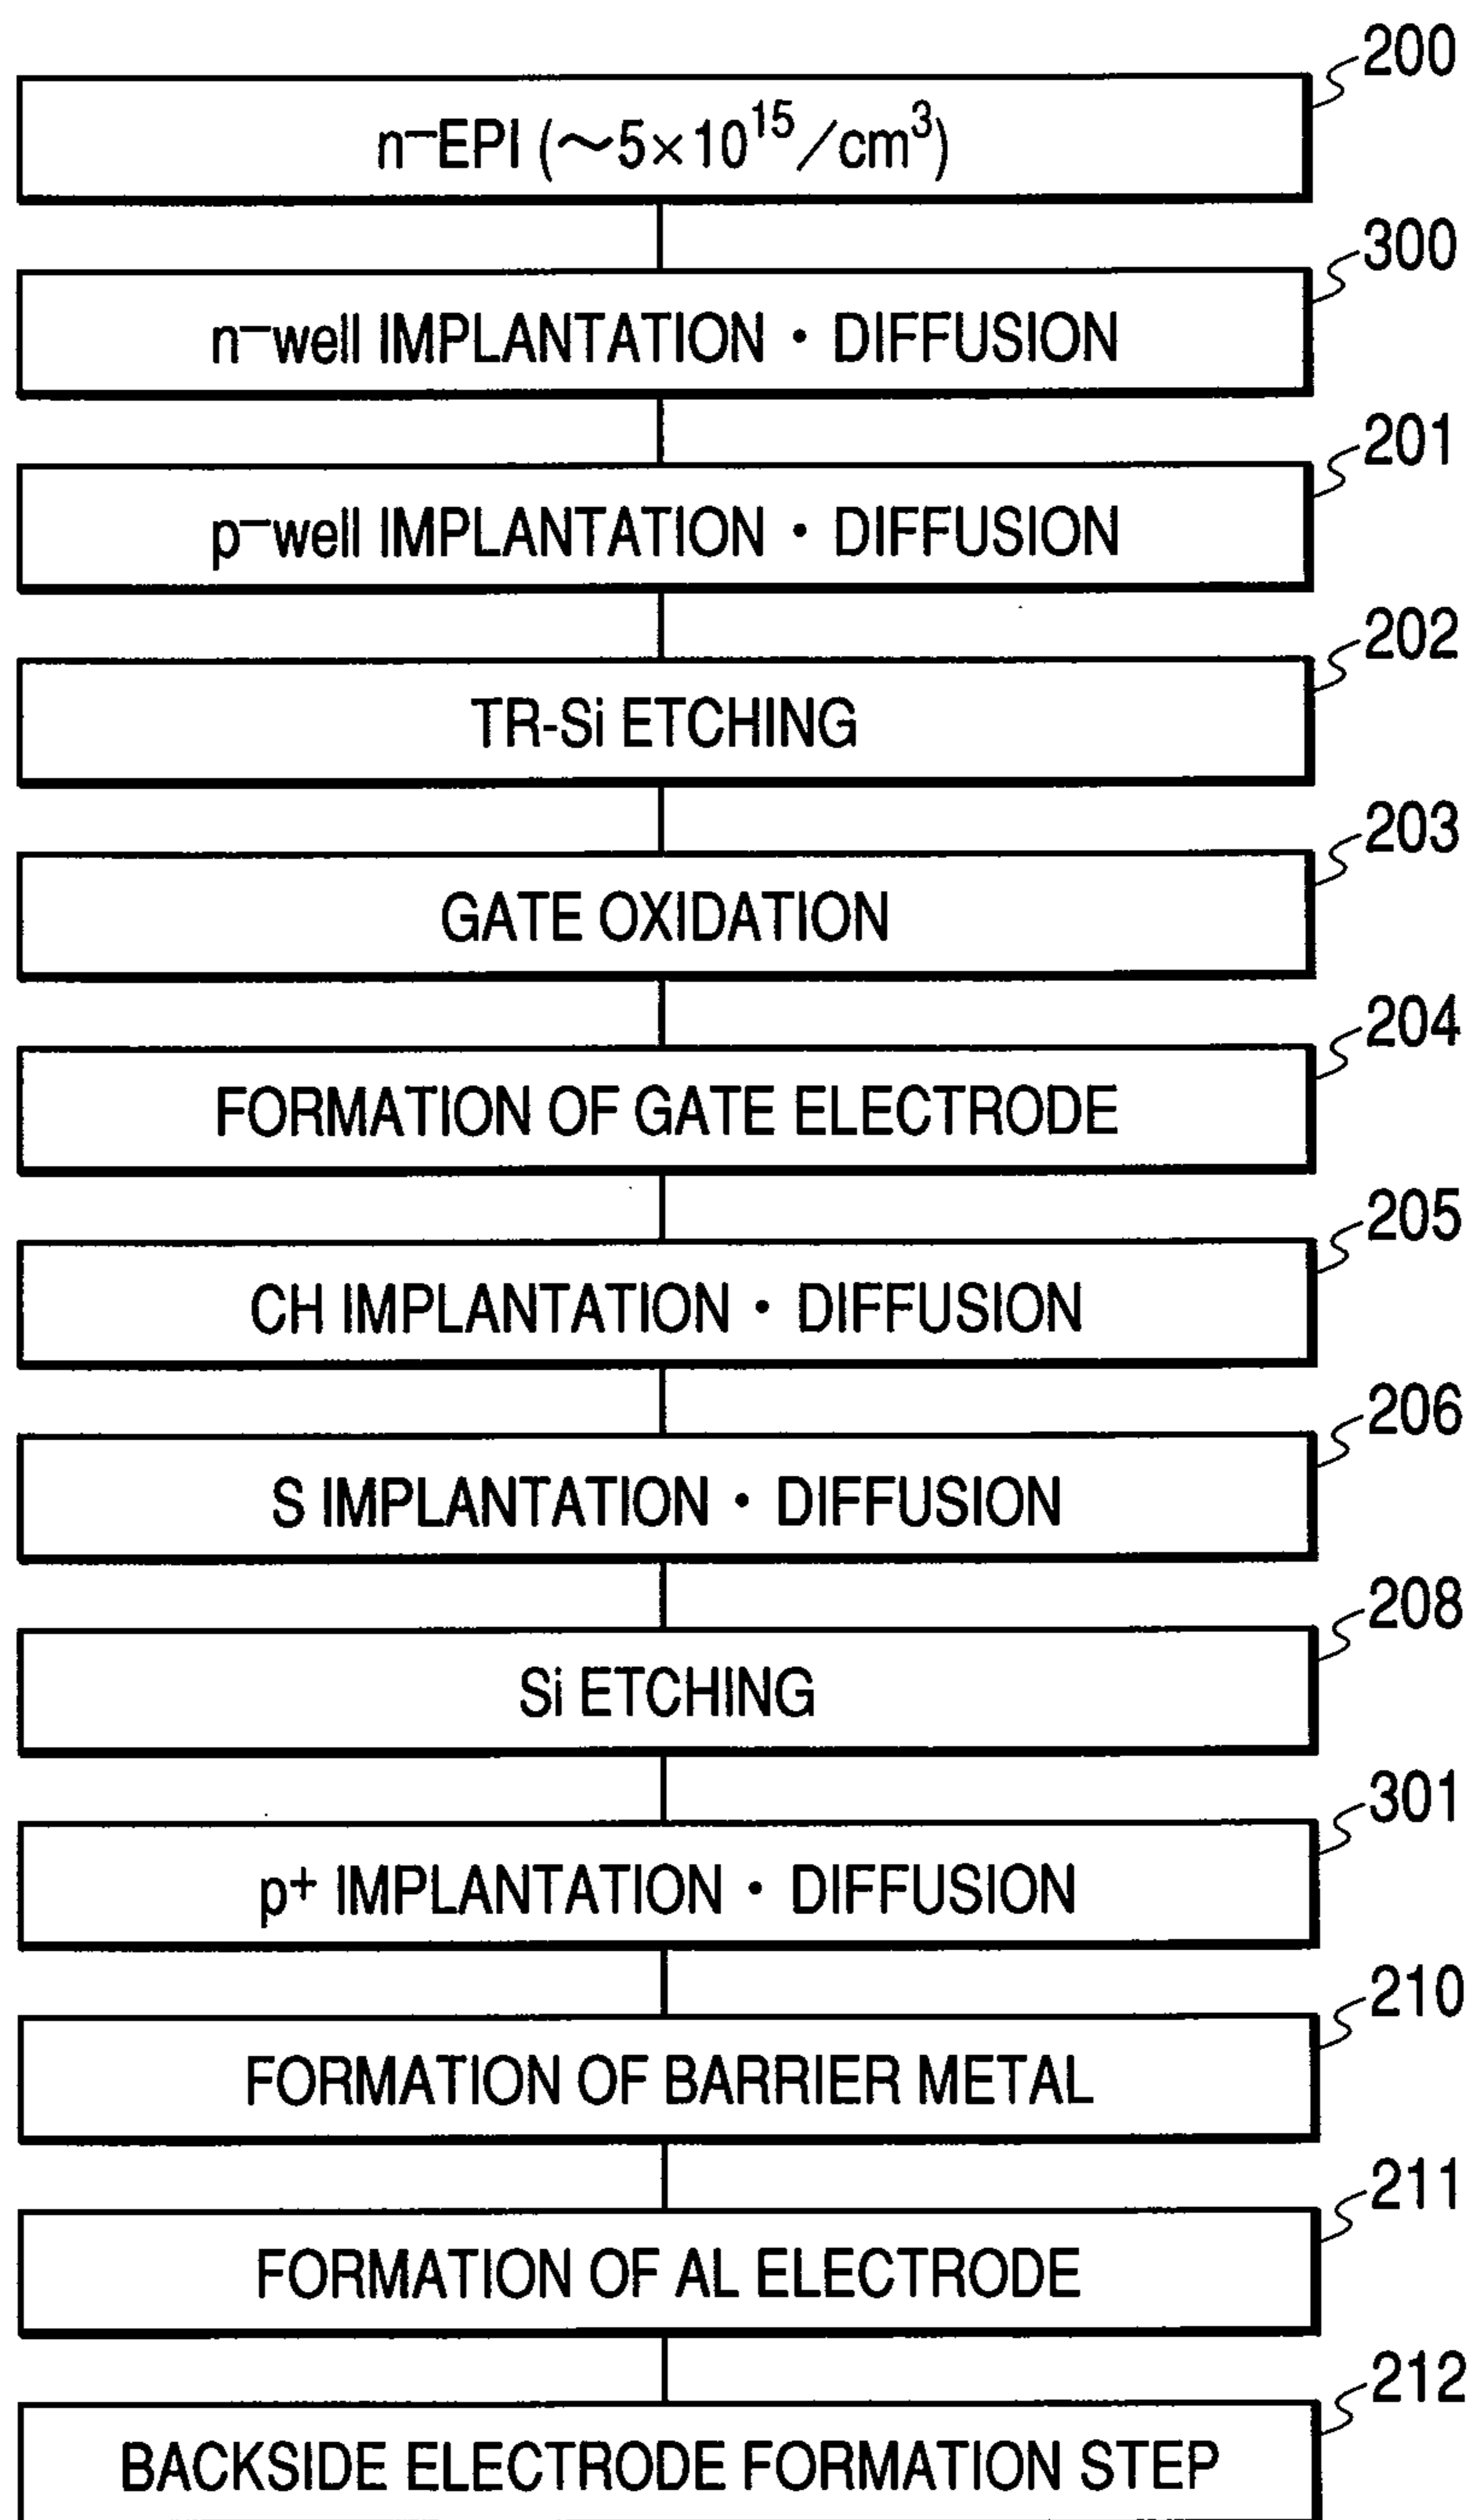 200
n⁻EPI (~5×10¹⁵/cm³)
300
n⁻well IMPLANTATION • DIFFUSION
201
p⁻well IMPLANTATION • DIFFUSION
202
TR-Si ETCHING
203
GATE OXIDATION
204
FORMATION OF GATE ELECTRODE
205
CH IMPLANTATION • DIFFUSION
206
S IMPLANTATION • DIFFUSION
208
Si ETCHING
301
p⁺ IMPLANTATION • DIFFUSION
210
FORMATION OF BARRIER METAL
211
FORMATION OF AL ELECTRODE
212
BACKSIDE ELECTRODE FORMATION STEP